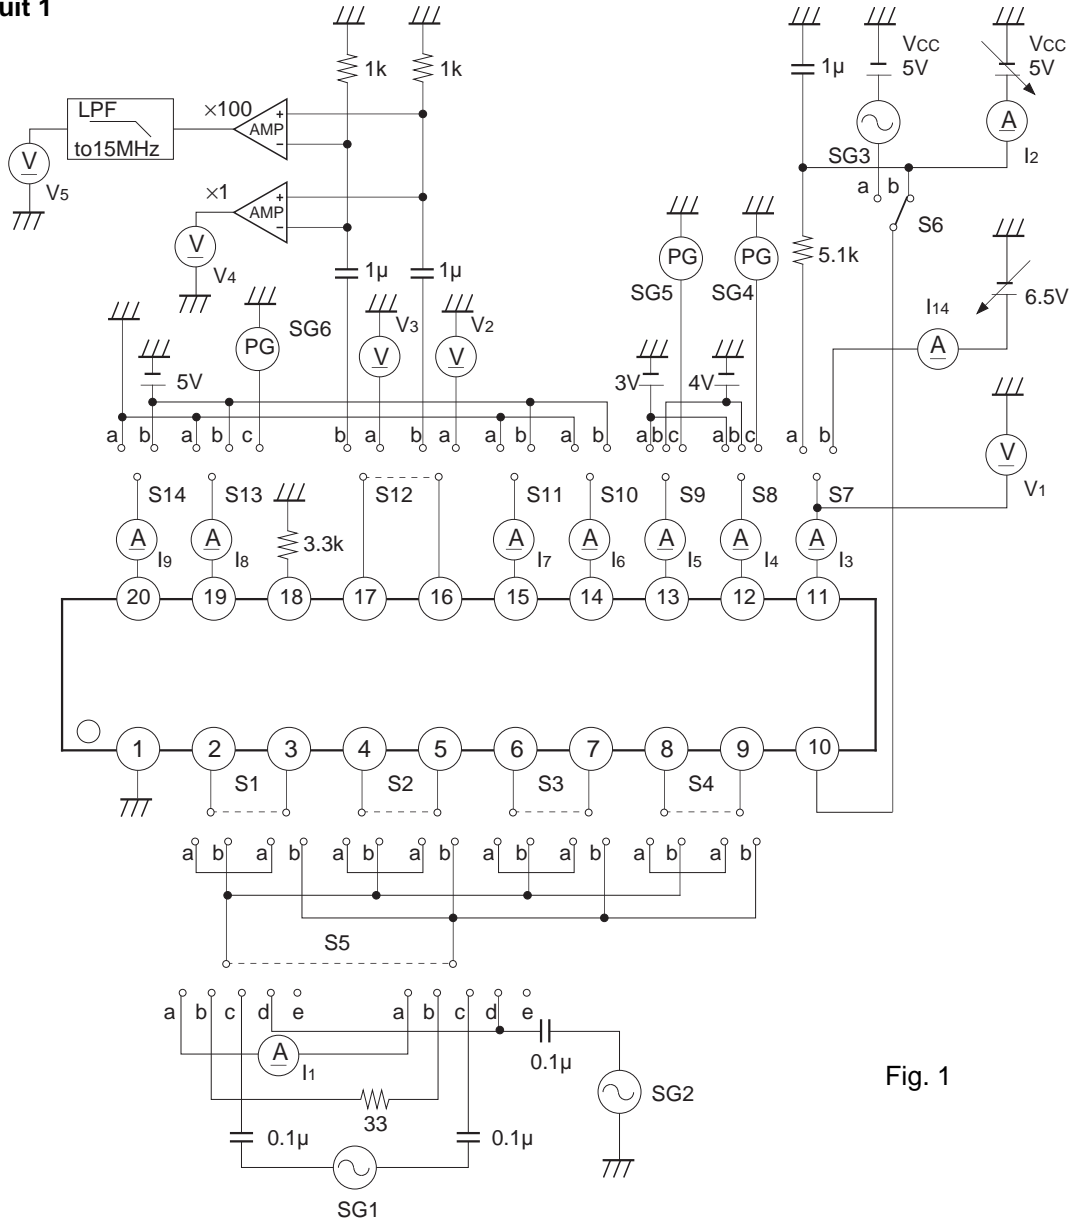 uit 1
1k 1k 1µ VCC 5V VCC 5V
LPF to15MHz ×100 AMP + −
V V5 SG3 A I2
×1 AMP + − a b S6
V V4 1µ 1µ PG PG 5.1k
SG5 SG4 6.5V
SG6 PG V3 V V2 V I14 A
5V 3V 4V
a b a b c b a b a a b a b a b c a b c a b V
S14 S13 S12 S11 S10 S9 S8 S7 V1
A I9 A I8 3.3k A I7 A I6 A I5 A I4 A I3
20 19 18 17 16 15 14 13 12 11
1 2 3 4 5 6 7 8 9 10
S1 S2 S3 S4
a b a b a b a b a b a b a b a b
S5
a b c d e a b c d e
A I1 0.1µ
33 SG2
0.1µ 0.1µ
SG1
Fig. 1